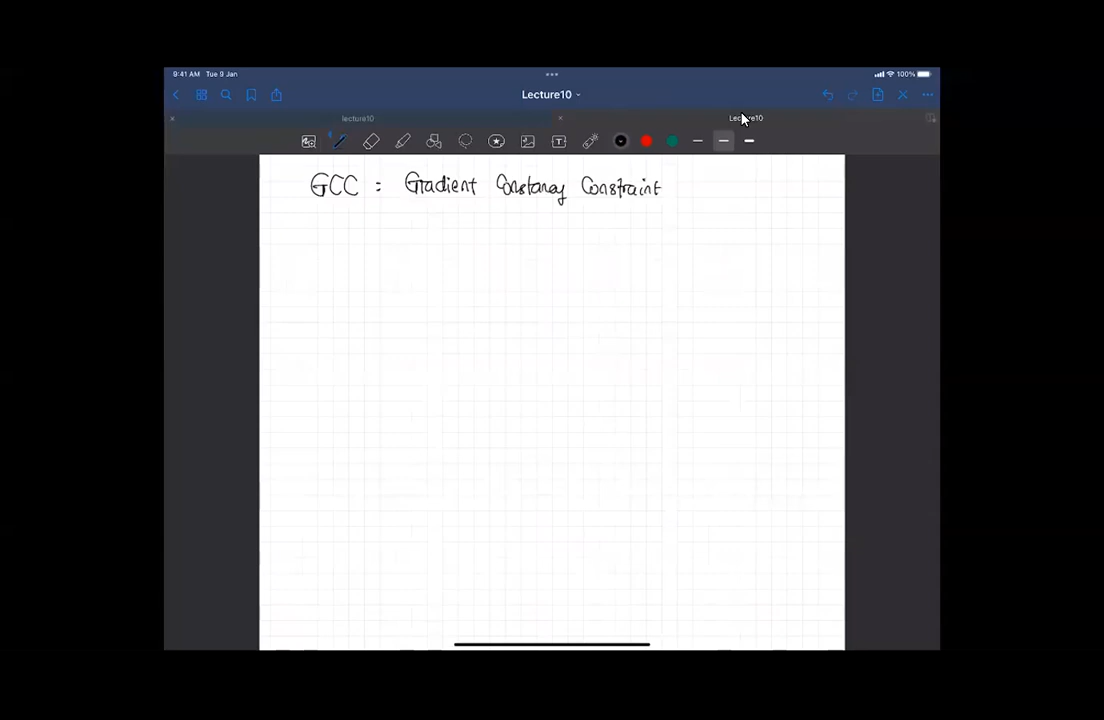 9:41 AM Tue 9 Jan
100%
Lecture10
lecture10
Lecture10
GCC : Gradient Constancy Constraint